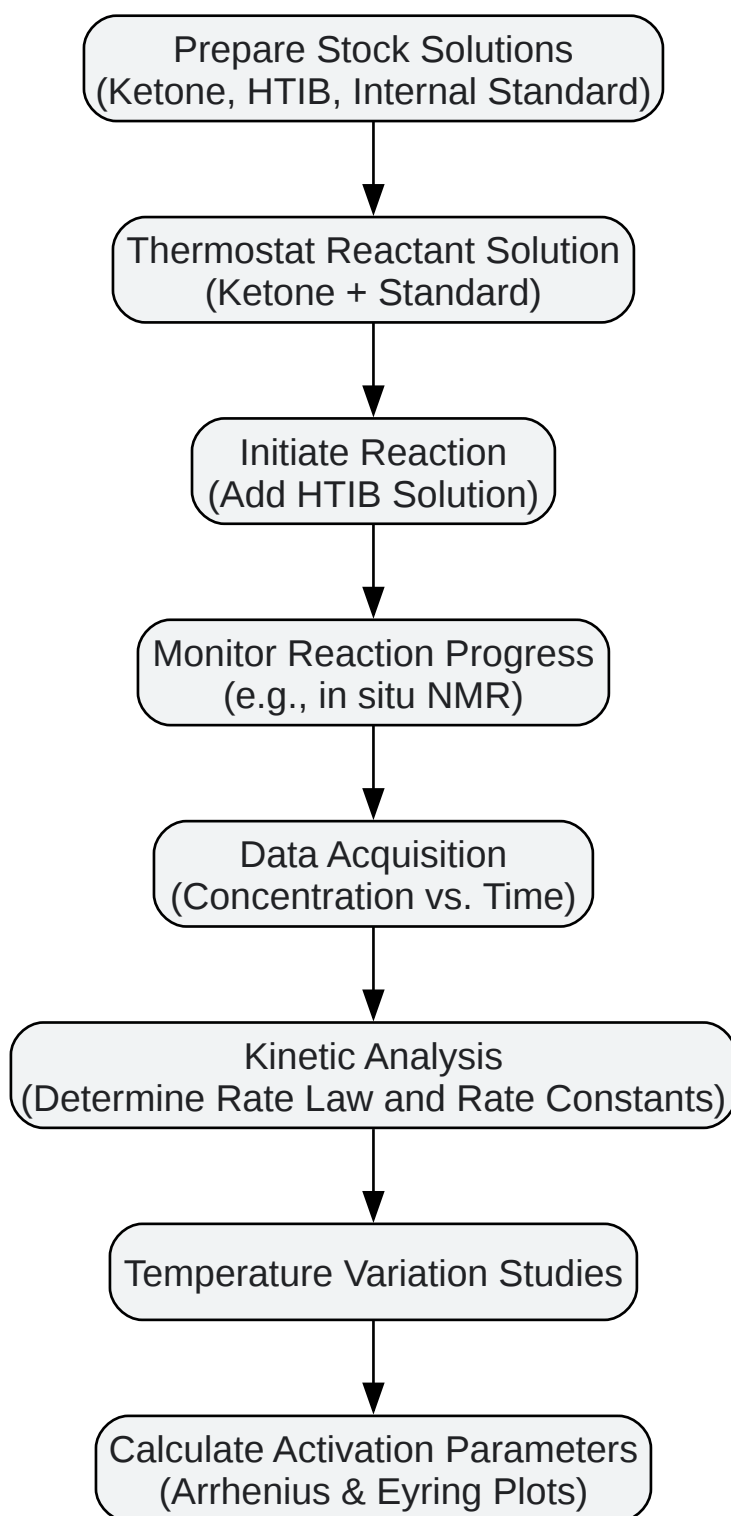 Prepare Stock Solutions
(Ketone, HTIB, Internal Standard)
Thermostat Reactant Solution
(Ketone + Standard)
Initiate Reaction
(Add HTIB Solution)
Monitor Reaction Progress
(e.g., in situ NMR)
Data Acquisition
(Concentration vs. Time)
Kinetic Analysis
(Determine Rate Law and Rate Constants)
Temperature Variation Studies
Calculate Activation Parameters
(Arrhenius & Eyring Plots)